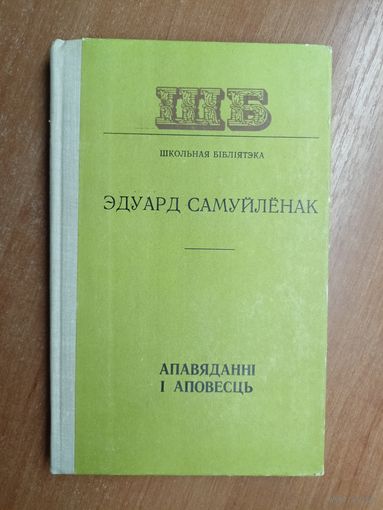 ШБ
ШКОЛЬНАЯ БІБЛІЯТЭКА
ЭДУАРД САМУЙЛЁНАК
АПАВЯДАННІ
І АПОВЕСЦЬ